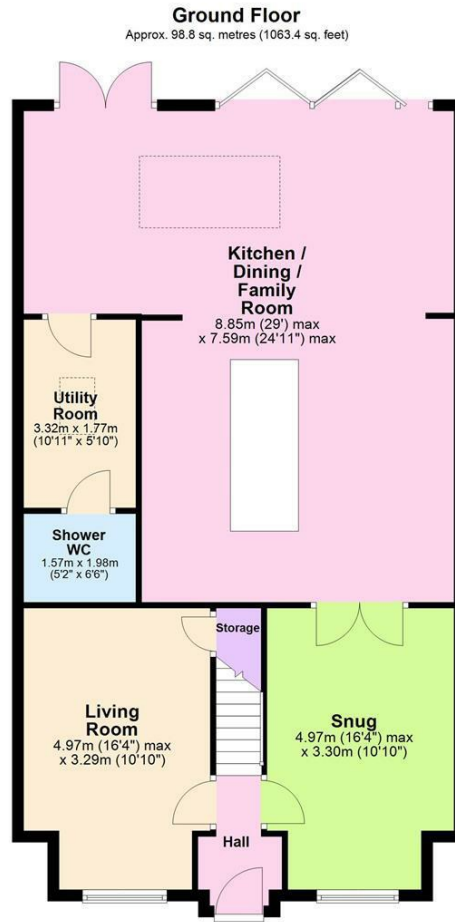 Ground Floor
Approx. 98.8 sq. metres (1063.4 sq. feet)
Kitchen /
Dining /
Family
Room
8.85m (29') max
x 7.59m (24'11") max
Utility
Room
3.32m x 1.77m
(10'11" x 5'10")
Shower
WC
1.57m x 1.98m
(5'2" x 6'6")
Storage
Living
Room
4.97m (16'4") max
x 3.29m (10'10")
Snug
4.97m (16'4") max
x 3.30m (10'10")
Hall